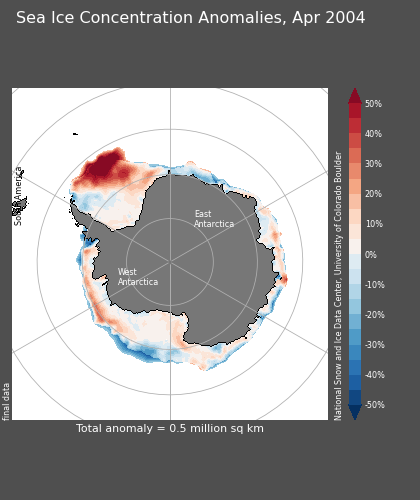 Sea Ice Concentration Anomalies, Apr 2004
South America
East
Antarctica
West
Antarctica
50%
40%
30%
20%
10%
0%
-10%
-20%
-30%
-40%
-50%
National Snow and Ice Data Center, University of Colorado Boulder
final data
Total anomaly = 0.5 million sq km